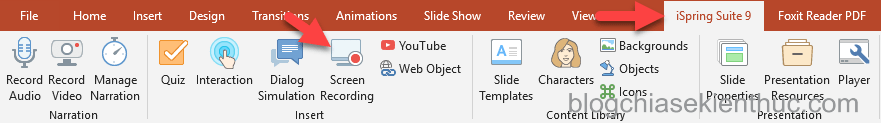 File Home Insert Design Transitions Animations Slide Show Review View iSpring Suite 9 Foxit Reader PDF
Record Audio
Record Video
Manage Narration
Narration
Quiz
Interaction
Dialog Simulation
Screen Recording
YouTube
Web Object
Insert
Slide Templates
Characters
Backgrounds
Objects
Icons
Content Library
Slide Properties
Presentation Resources
Player
Presentation
blogchiasekienthuc.com